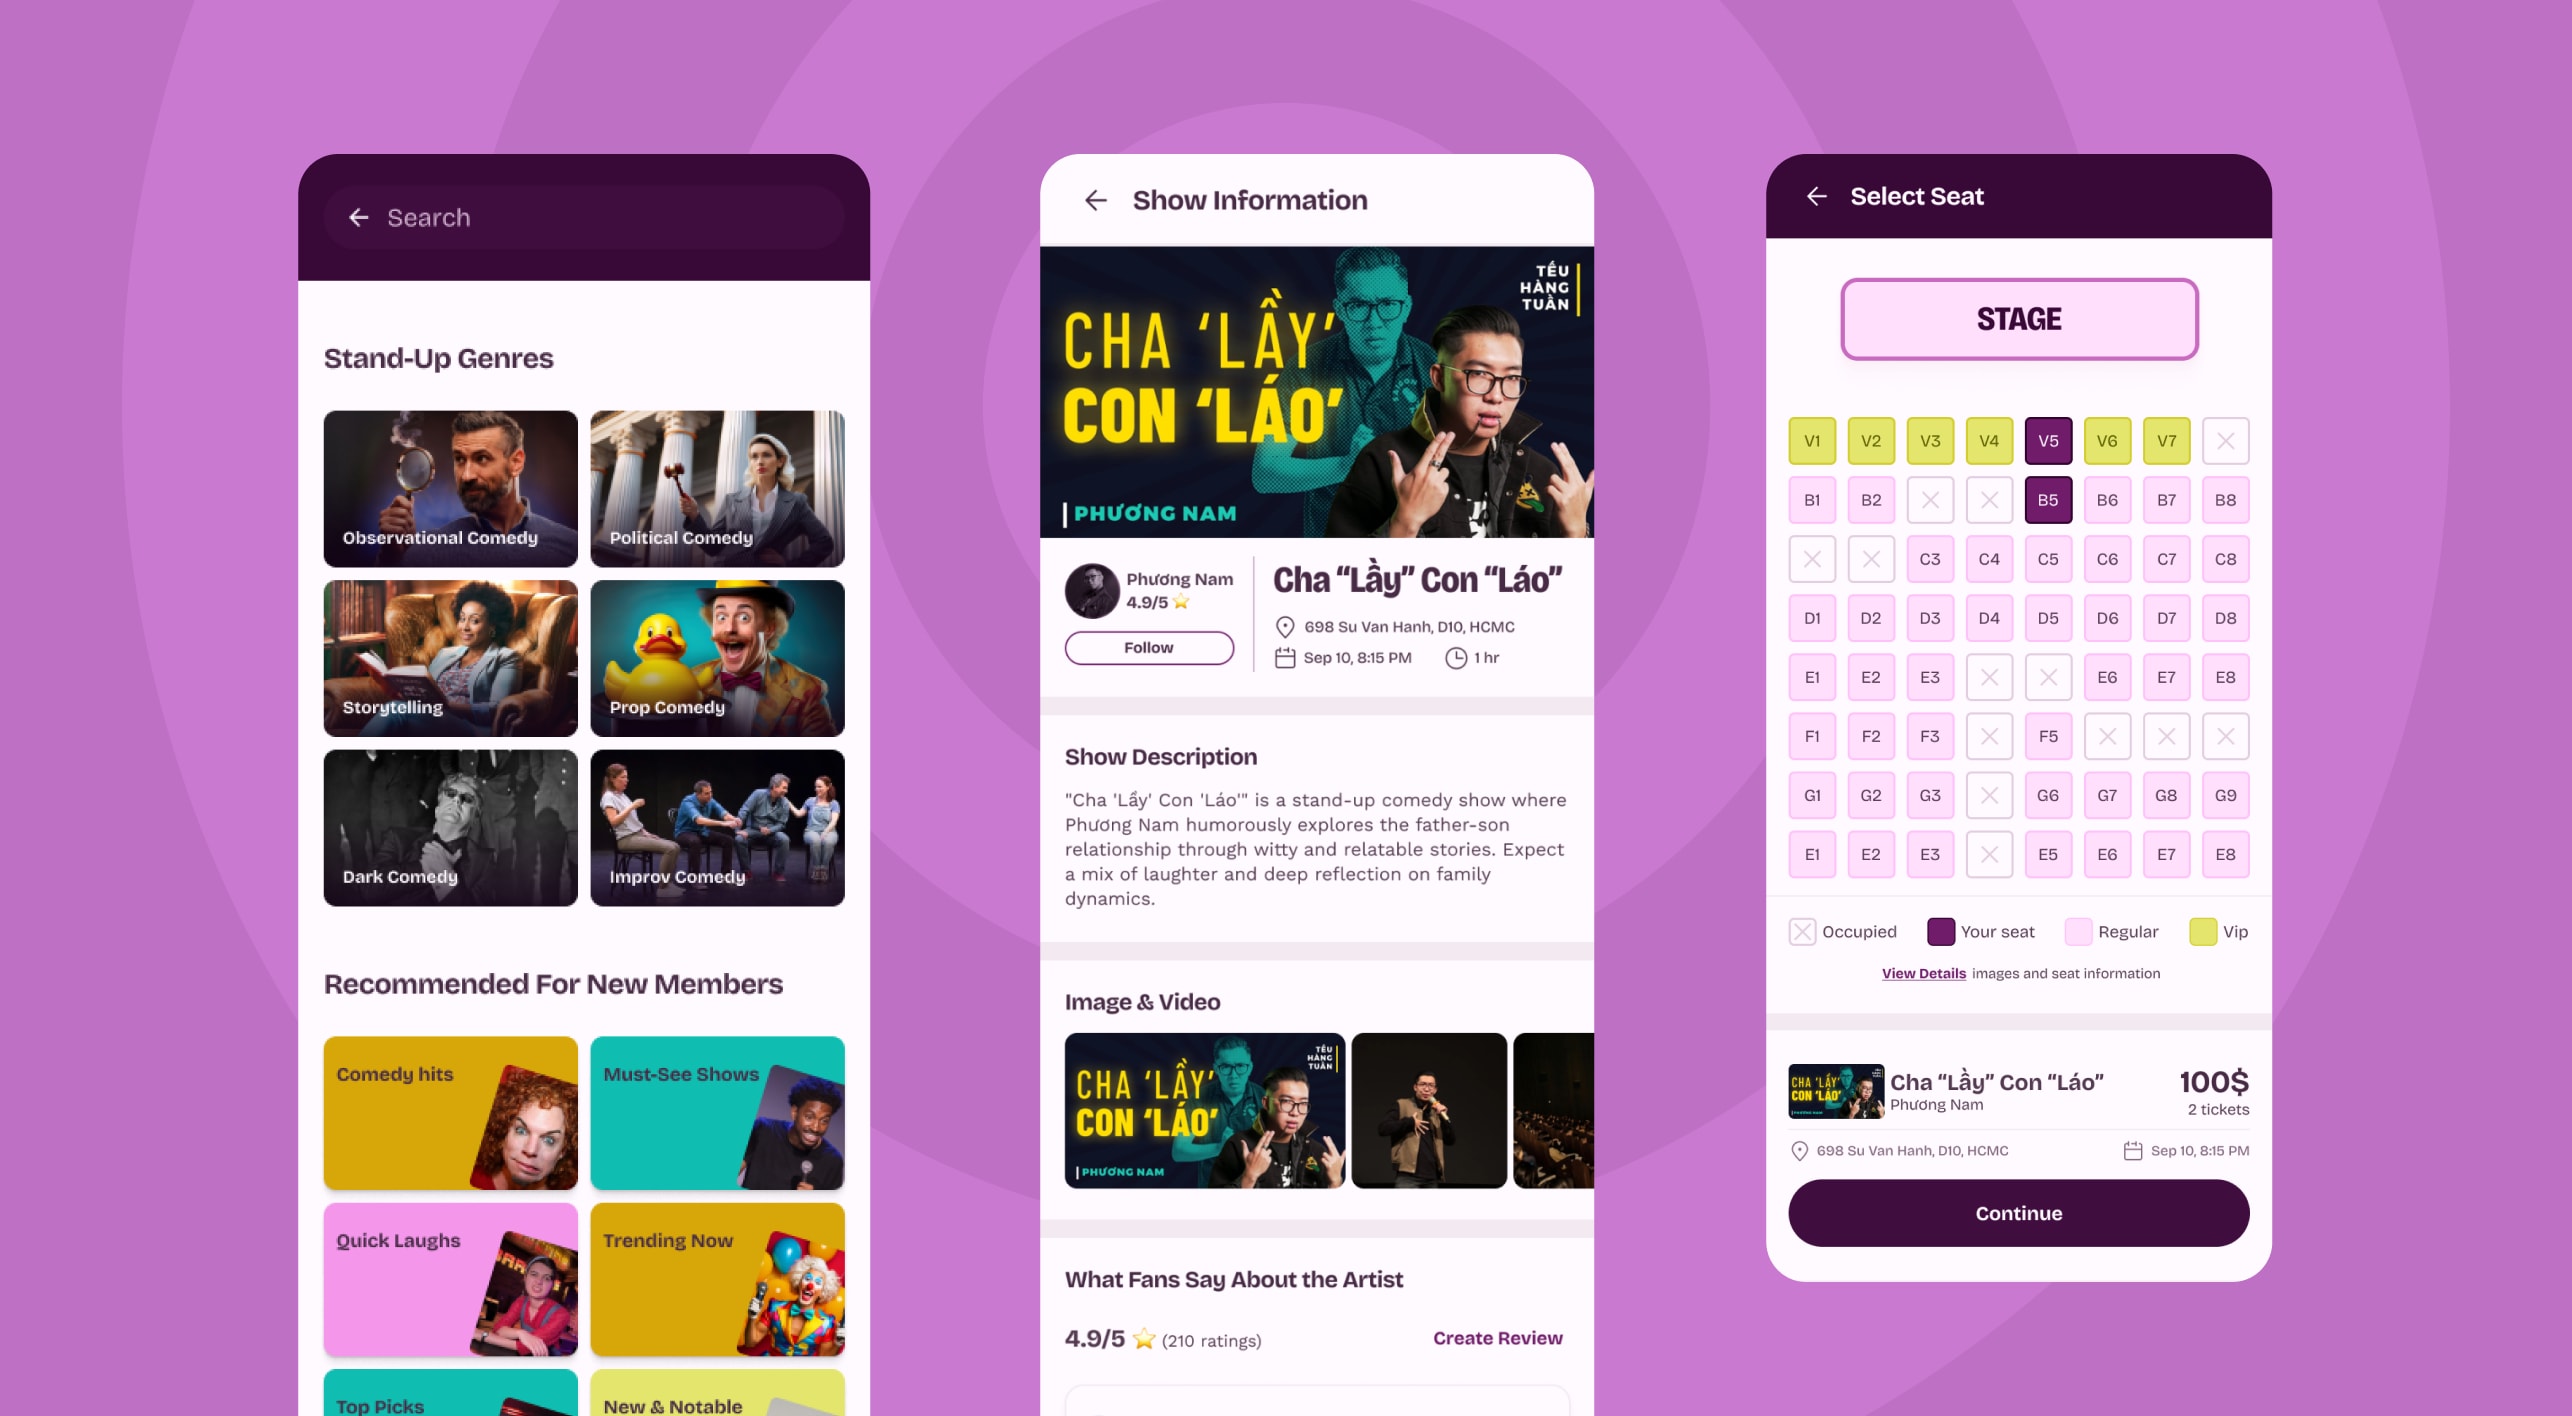 Search
Stand-Up Genres
Observational Comedy
Political Comedy
Storytelling
Prop Comedy
Dark Comedy
Improv Comedy
Recommended For New Members
Comedy hits
Must-See Shows
Quick Laughs
Trending Now
Top Picks
New & Notable
Show Information
TẾU
HÀNG
TUẦN
CHA ‘LẦY’
CON ‘LÁO’
PHƯƠNG NAM
Phương Nam
4.9/5
Follow
Cha “Lầy” Con “Láo”
698 Su Van Hanh, D10, HCMC
Sep 10, 8:15 PM
1 hr
Show Description
"Cha 'Lầy' Con 'Láo'" is a stand-up comedy show where
Phương Nam humorously explores the father-son
relationship through witty and relatable stories. Expect
a mix of laughter and deep reflection on family
dynamics.
Image & Video
TẾU
HÀNG
TUẦN
CHA ‘LẦY’
CON ‘LÁO’
PHƯƠNG NAM
What Fans Say About the Artist
4.9/5 (210 ratings)
Create Review
Select Seat
STAGE
V1 V2 V3 V4 V5 V6 V7
B1 B2 B5 B6 B7 B8
C3 C4 C5 C6 C7 C8
D1 D2 D3 D4 D5 D6 D7 D8
E1 E2 E3 E6 E7 E8
F1 F2 F3 F5
G1 G2 G3 G6 G7 G8 G9
E1 E2 E3 E5 E6 E7 E8
Occupied Your seat Regular Vip
View Details images and seat information
CHA ‘LẦY’
CON ‘LÁO’
Cha “Lầy” Con “Láo”
Phương Nam
100$
2 tickets
698 Su Van Hanh, D10, HCMC
Sep 10, 8:15 PM
Continue